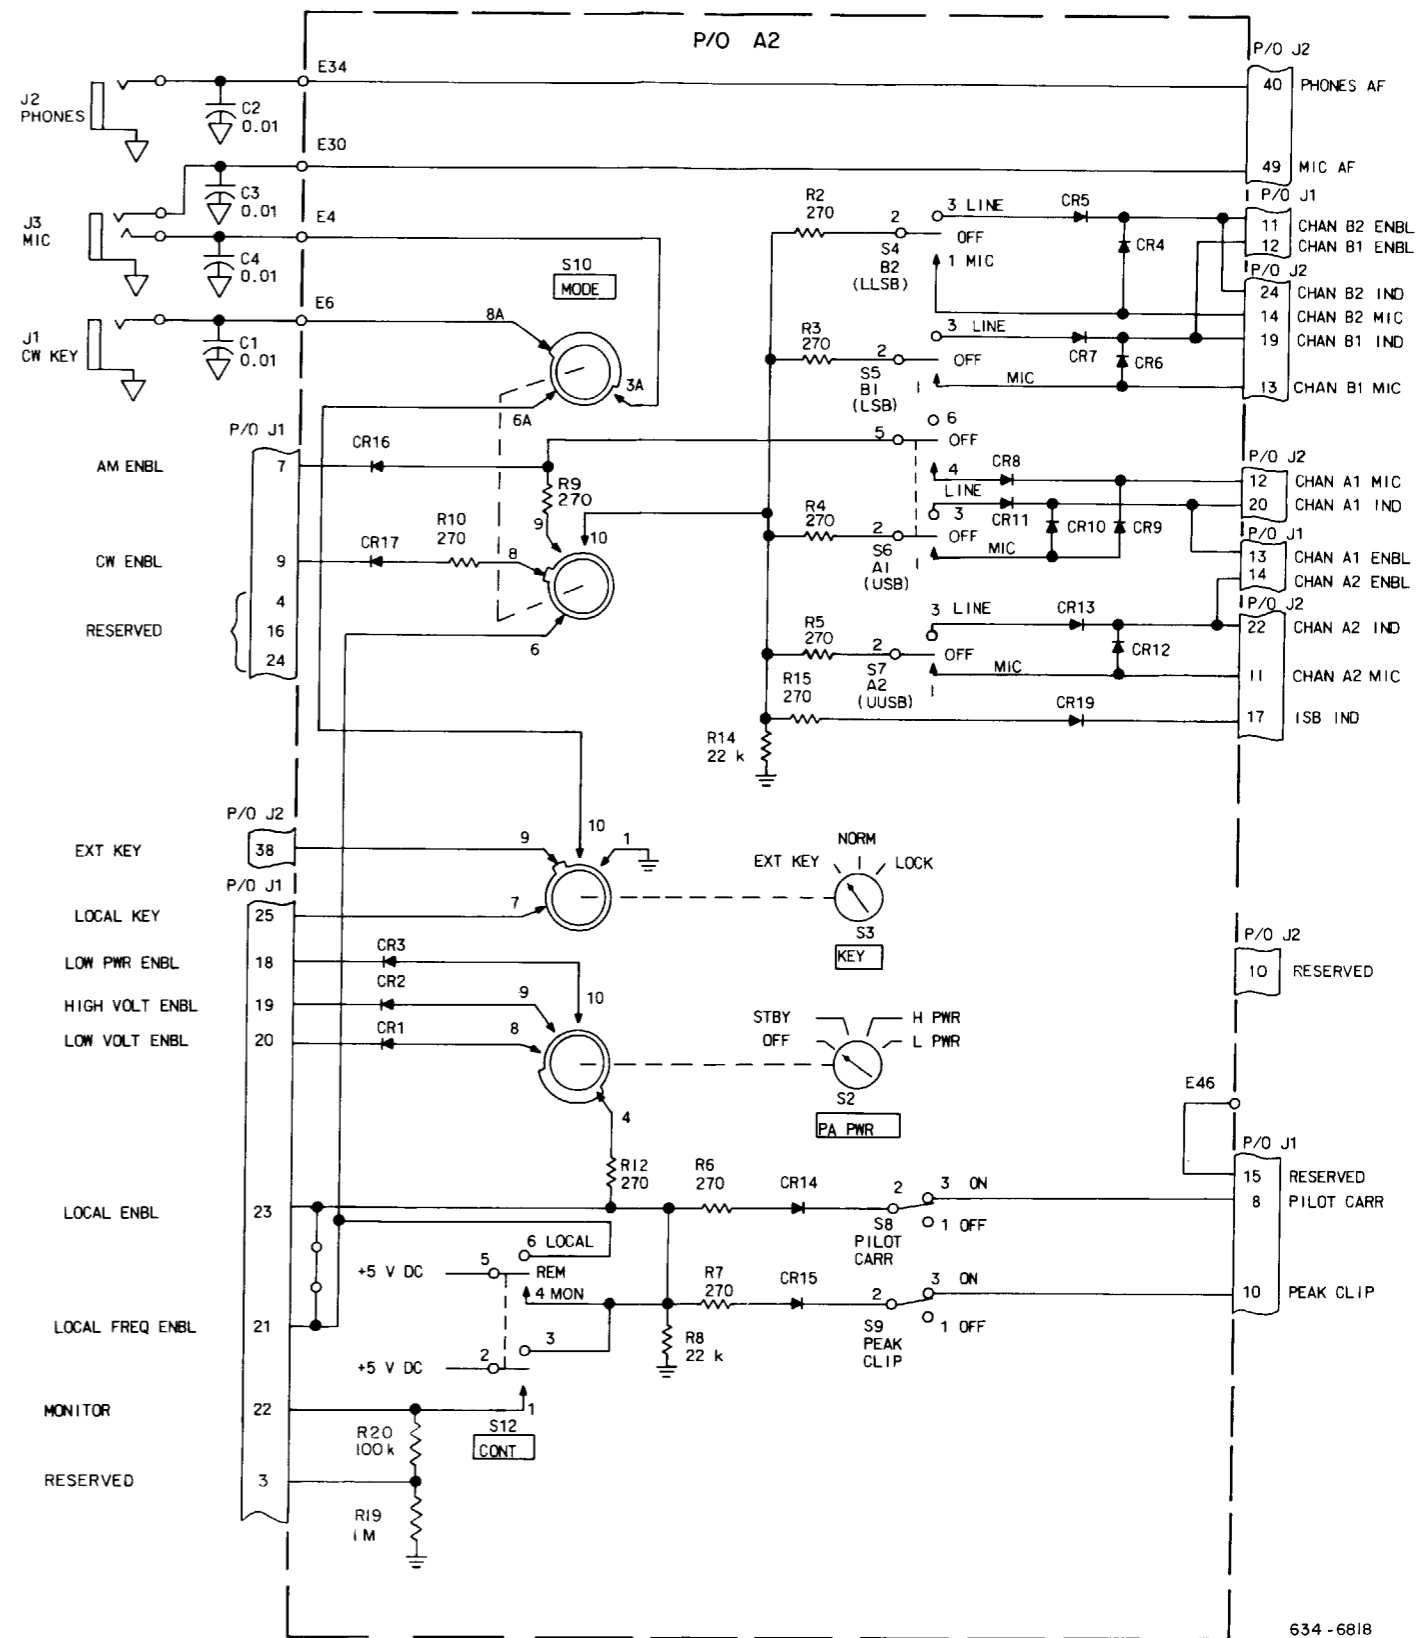 P/O A2
P/O J2
E34
J2
PHONES
C2
0.01
40 PHONES AF
E30
49 MIC AF
C3
0.01
P/O J1
J3
MIC
E4
R2
270
2
3 LINE
CR5
11 CHAN B2 ENBL
12 CHAN B1 ENBL
OFF
CR4
S4
B2
(LLSB)
1 MIC
C4
0.01
S10
MODE
P/O J2
24 CHAN B2 IND
14 CHAN B2 MIC
19 CHAN B1 IND
13 CHAN B1 MIC
E6
8A
J1
CW KEY
C1
0.01
R3
270
2
3 LINE
CR7
CR6
OFF
S5
B1
(LSB)
1
MIC
3A
6A
P/O J1
AM ENBL
7
CR16
5
6
OFF
4
CR8
R9
270
9
10
P/O J2
12 CHAN A1 MIC
20 CHAN A1 IND
LINE
3
CR11
CR10
CR9
R4
270
2
OFF
S6
A1
(USB)
1
MIC
P/O J1
13 CHAN A1 ENBL
14 CHAN A2 ENBL
CW ENBL
9
CR17
R10
270
8
4
RESERVED
16
24
6
R5
270
2
3 LINE
CR13
CR12
OFF
S7
A2
(UUSB)
1
MIC
P/O J2
22 CHAN A2 IND
11 CHAN A2 MIC
17 ISB IND
R15
270
CR19
R14
22 k
P/O J2
EXT KEY
38
9
10
1
EXT KEY
NORM
LOCK
S3
KEY
P/O J1
LOCAL KEY
25
7
LOW PWR ENBL
18
CR3
10
HIGH VOLT ENBL
19
CR2
9
LOW VOLT ENBL
20
CR1
8
4
STBY
OFF
H PWR
L PWR
S2
PA PWR
P/O J2
10 RESERVED
E46
P/O J1
15 RESERVED
8 PILOT CARR
10 PEAK CLIP
LOCAL ENBL
23
R12
270
R6
270
CR14
2
3 ON
1 OFF
S8
PILOT
CARR
+5 V DC
5
6 LOCAL
REM
4 MON
R7
270
CR15
2
3 ON
1 OFF
S9
PEAK
CLIP
LOCAL FREQ ENBL
21
3
R8
22 k
+5 V DC
2
MONITOR
22
1
S12
CONT
R20
100 k
RESERVED
3
R19
1 M
634-6818